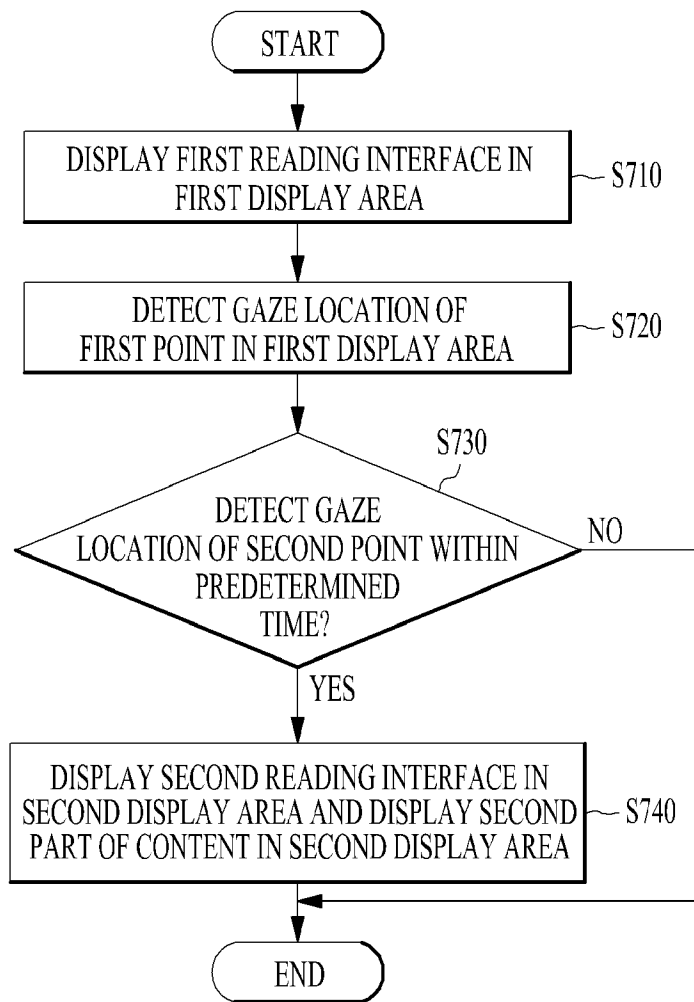 START
DISPLAY FIRST READING INTERFACE IN
FIRST DISPLAY AREA
S710
DETECT GAZE LOCATION OF
FIRST POINT IN FIRST DISPLAY AREA
S720
S730
DETECT GAZE
LOCATION OF SECOND POINT WITHIN
PREDETERMINED
TIME?
NO
YES
DISPLAY SECOND READING INTERFACE IN
SECOND DISPLAY AREA AND DISPLAY SECOND
PART OF CONTENT IN SECOND DISPLAY AREA
S740
END